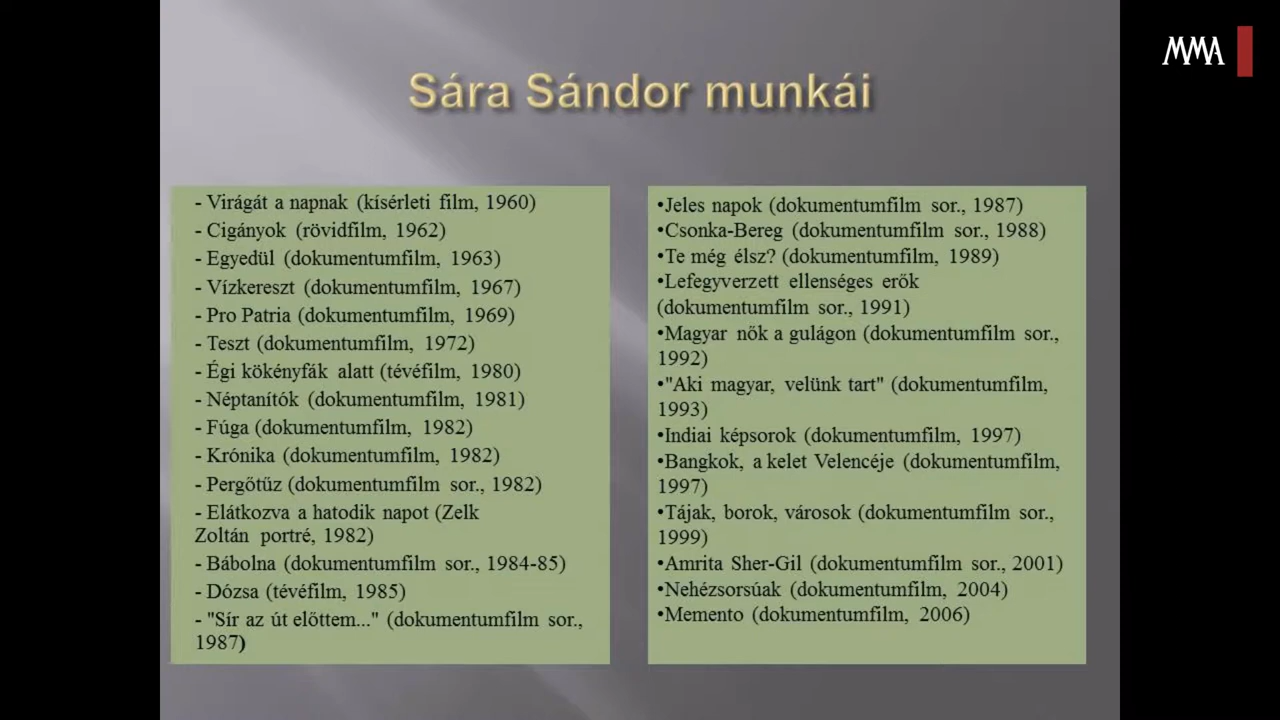 MMA
Sára Sándor munkái
- Virágát a napnak (kísérleti film, 1960)
- Cigányok (rövidfilm, 1962)
- Egyedül (dokumentumfilm, 1963)
- Vízkereszt (dokumentumfilm, 1967)
- Pro Patria (dokumentumfilm, 1969)
- Teszt (dokumentumfilm, 1972)
- Égi kökényfák alatt (tévéfilm, 1980)
- Néptanítók (dokumentumfilm, 1981)
- Fúga (dokumentumfilm, 1982)
- Krónika (dokumentumfilm, 1982)
- Pergőtűz (dokumentumfilm sor., 1982)
- Elátkozva a hatodik napot (Zelk
Zoltán portré, 1982)
- Bábolna (dokumentumfilm sor., 1984-85)
- Dózsa (tévéfilm, 1985)
- "Sír az út előttem..." (dokumentumfilm sor.,
1987)
•Jeles napok (dokumentumfilm sor., 1987)
•Csonka-Bereg (dokumentumfilm sor., 1988)
•Te még élsz? (dokumentumfilm, 1989)
•Lefegyverzett ellenséges erők
(dokumentumfilm sor., 1991)
•Magyar nők a gulágon (dokumentumfilm sor.,
1992)
•"Aki magyar, velünk tart" (dokumentumfilm,
1993)
•Indiai képsorok (dokumentumfilm, 1997)
•Bangkok, a kelet Velencéje (dokumentumfilm,
1997)
•Tájak, borok, városok (dokumentumfilm sor.,
1999)
•Amrita Sher-Gil (dokumentumfilm sor., 2001)
•Nehézsorsúak (dokumentumfilm, 2004)
•Memento (dokumentumfilm, 2006)